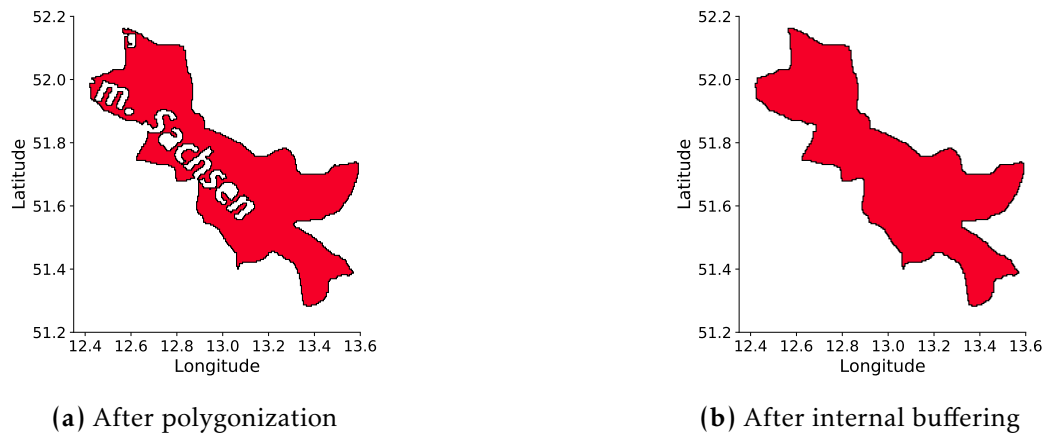 52.2
52.0
51.8
51.6
51.4
51.2
Latitude
12.4 12.6 12.8 13.0 13.2 13.4 13.6
Longitude
m. sachsen
(a) After polygonization
52.2
52.0
51.8
51.6
51.4
51.2
Latitude
12.4 12.6 12.8 13.0 13.2 13.4 13.6
Longitude
(b) After internal buffering